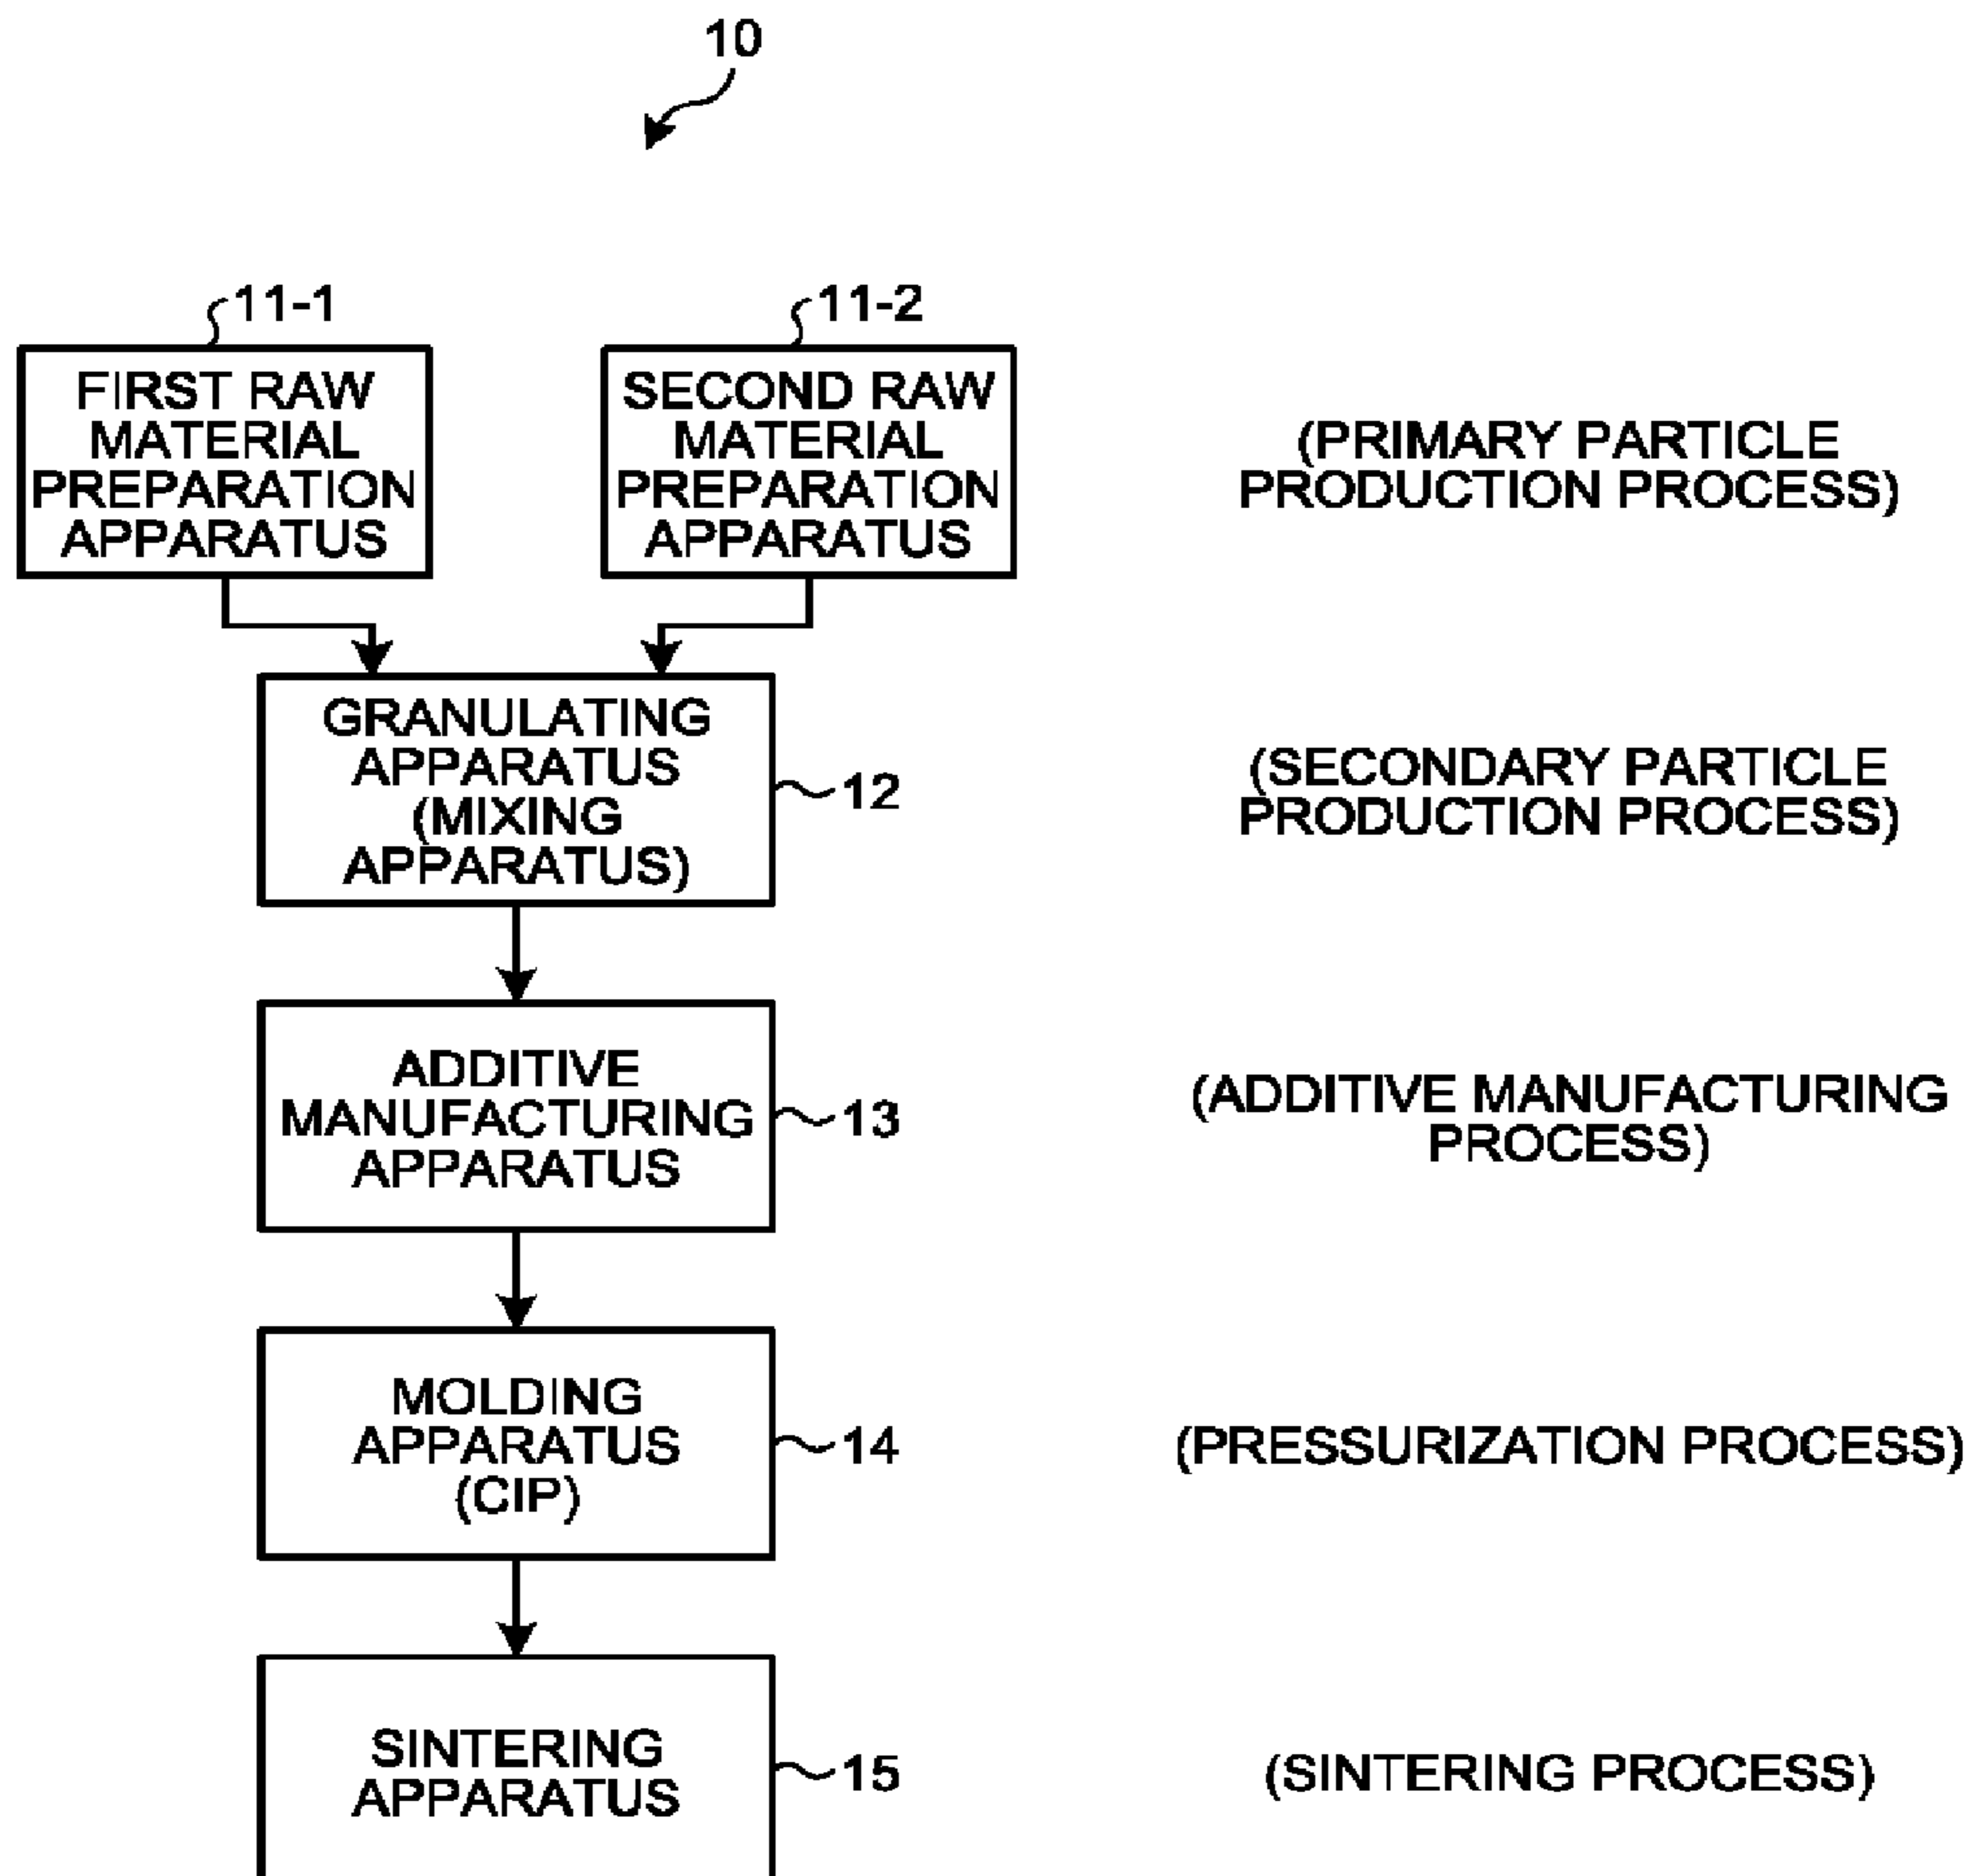 10
11-1
11-2
FIRST RAW
MATERIAL
PREPARATION
APPARATUS
SECOND RAW
MATERIAL
PREPARATION
APPARATUS
(PRIMARY PARTICLE
PRODUCTION PROCESS)
GRANULATING
APPARATUS
(MIXING
APPARATUS)
12
(SECONDARY PARTICLE
PRODUCTION PROCESS)
ADDITIVE
MANUFACTURING
APPARATUS
13
(ADDITIVE MANUFACTURING
PROCESS)
MOLDING
APPARATUS
(CIP)
14
(PRESSURIZATION PROCESS)
SINTERING
APPARATUS
15
(SINTERING PROCESS)